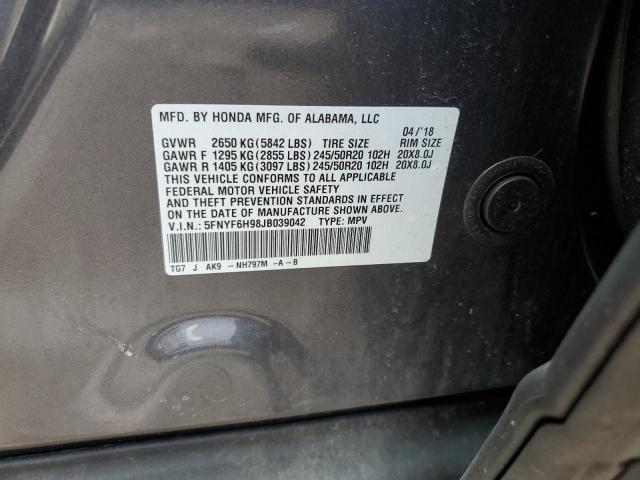 MFD. BY HONDA MFG. OF ALABAMA, LLC 04/'18
GVWR 2650 KG(5842 LBS) TIRE SIZE RIM SIZE
GAWR F 1295 KG(2855 LBS) 245/50R20 102H 20X8.0J
GAWR R 1405 KG(3097 LBS) 245/50R20 102H 20X8.0J
THIS VEHICLE CONFORMS TO ALL APPLICABLE
FEDERAL MOTOR VEHICLE SAFETY
AND THEFT PREVENTION STANDARDS IN EFFECT
ON THE DATE OF MANUFACTURE SHOWN ABOVE.
V.I.N.: 5FNYF6H98JB039042 TYPE: MPV
TG7 J AK9 -NH797M -A-B